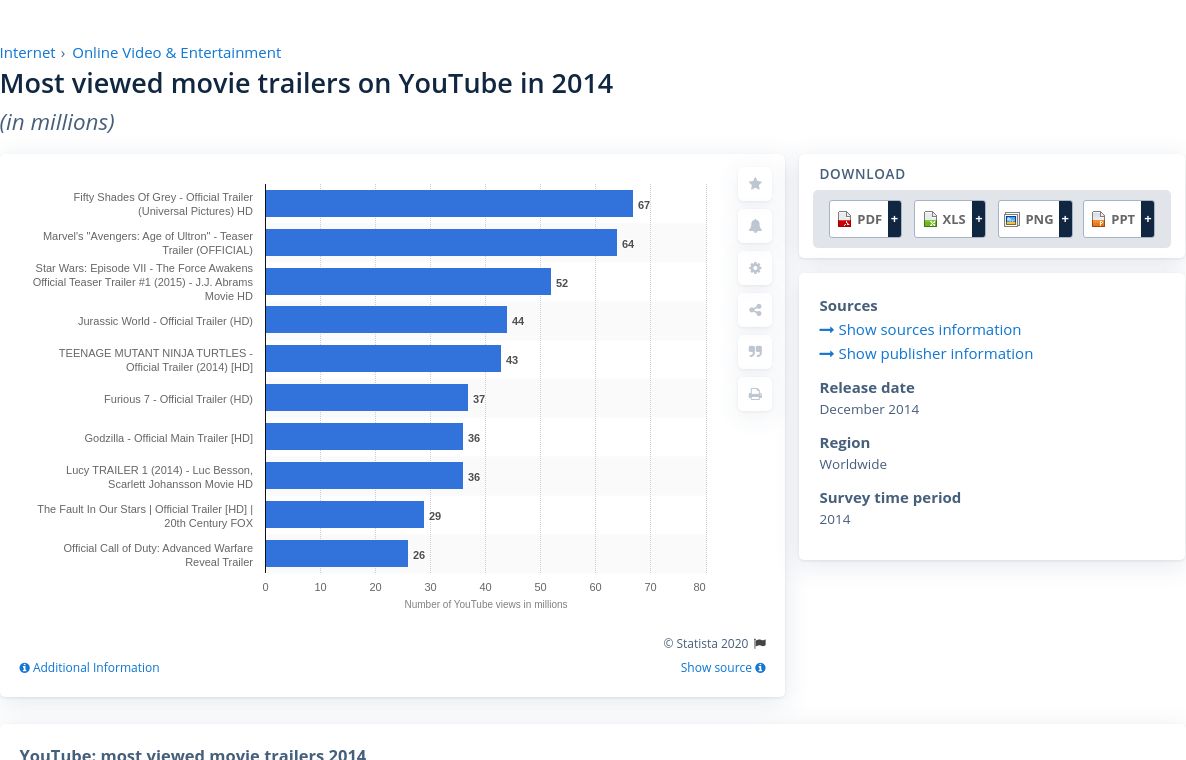 Internet › Online Video & Entertainment
Most viewed movie trailers on YouTube in 2014
(in millions)
Fifty Shades Of Grey - Official Trailer
(Universal Pictures) HD
67
Marvel's "Avengers: Age of Ultron" - Teaser
Trailer (OFFICIAL)
64
Star Wars: Episode VII - The Force Awakens
Official Teaser Trailer #1 (2015) - J.J. Abrams
Movie HD
52
Jurassic World - Official Trailer (HD)
44
TEENAGE MUTANT NINJA TURTLES -
Official Trailer (2014) [HD]
43
Furious 7 - Official Trailer (HD)
37
Godzilla - Official Main Trailer [HD]
36
Lucy TRAILER 1 (2014) - Luc Besson,
Scarlett Johansson Movie HD
36
The Fault In Our Stars | Official Trailer [HD] |
20th Century FOX
29
Official Call of Duty: Advanced Warfare
Reveal Trailer
26
0 10 20 30 40 50 60 70 80
Number of YouTube views in millions
© Statista 2020
Additional Information
Show source
DOWNLOAD
PDF + XLS + PNG + PPT +
Sources
Show sources information
Show publisher information
Release date
December 2014
Region
Worldwide
Survey time period
2014
YouTube: most viewed movie trailers 2014